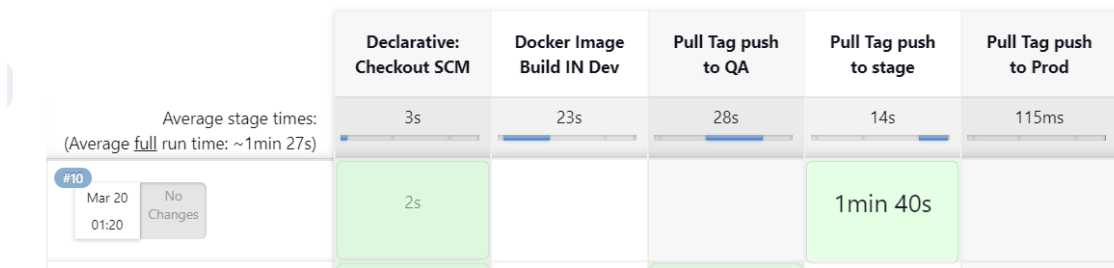 Declarative: Checkout SCM
Docker Image Build IN Dev
Pull Tag push to QA
Pull Tag push to stage
Pull Tag push to Prod
Average stage times:
3s
23s
28s
14s
115ms
(Average full run time: ~1min 27s)
#10
Mar 20
01:20
No
Changes
2s
1min 40s